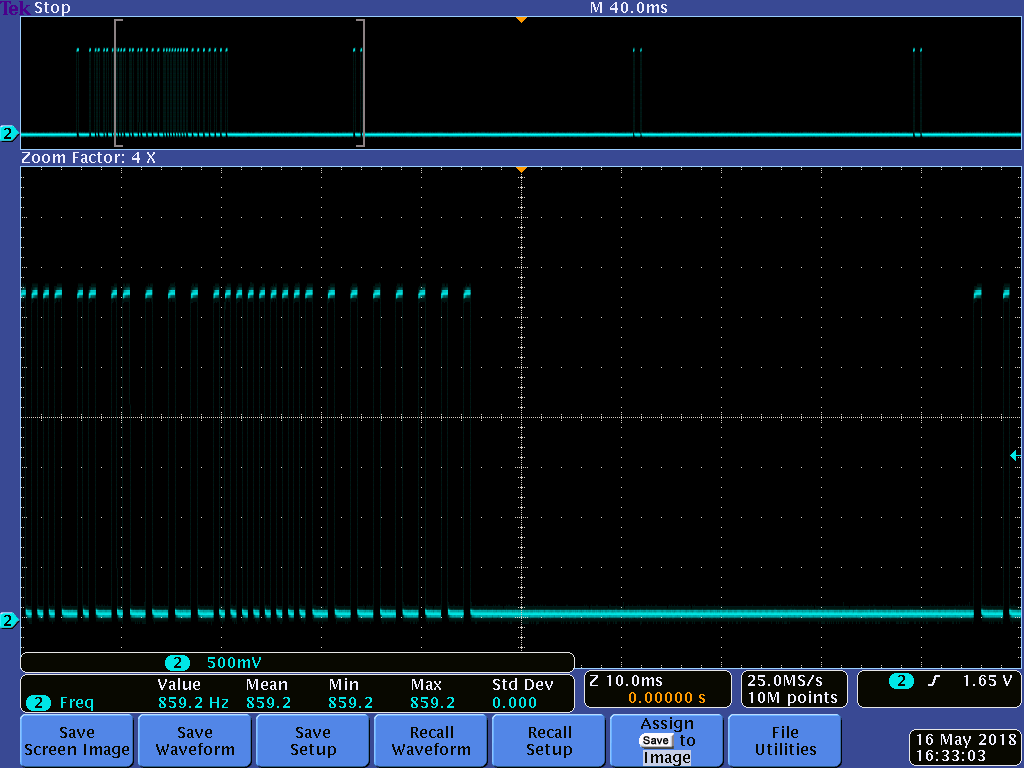 Tek Stop M 40.0ms
2
Zoom Factor: 4 X
2
2 500mV
Value Mean Min Max Std Dev
2 Freq 859.2 Hz 859.2 859.2 859.2 0.000
Z 10.0ms
0.00000 s
25.0MS/s
10M points
2 1.65 V
Save
Screen Image
Save
Waveform
Save
Setup
Recall
Waveform
Recall
Setup
Assign
Save to
Image
File
Utilities
16 May 2018
16:33:03